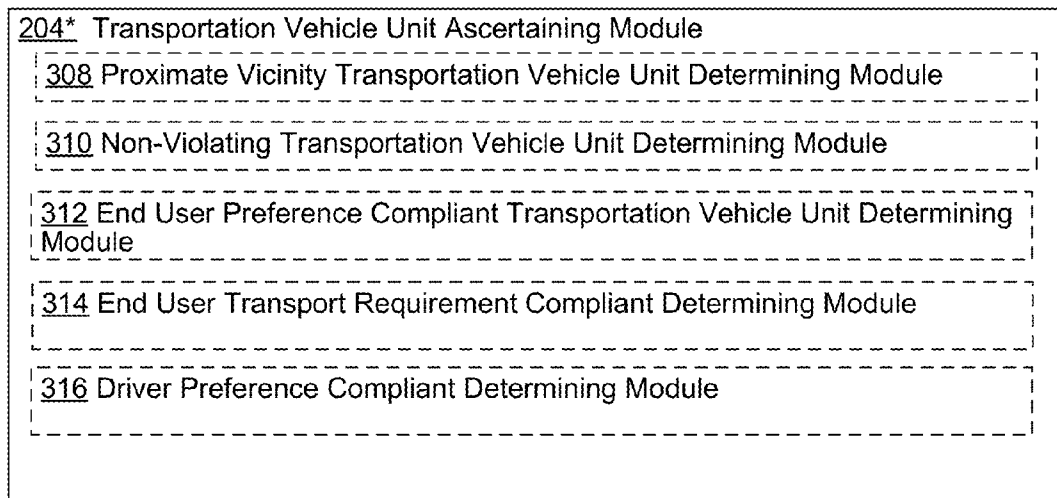 204* Transportation Vehicle Unit Ascertaining Module
308 Proximate Vicinity Transportation Vehicle Unit Determining Module
310 Non-Violating Transportation Vehicle Unit Determining Module
312 End User Preference Compliant Transportation Vehicle Unit Determining
Module
314 End User Transport Requirement Compliant Determining Module
316 Driver Preference Compliant Determining Module